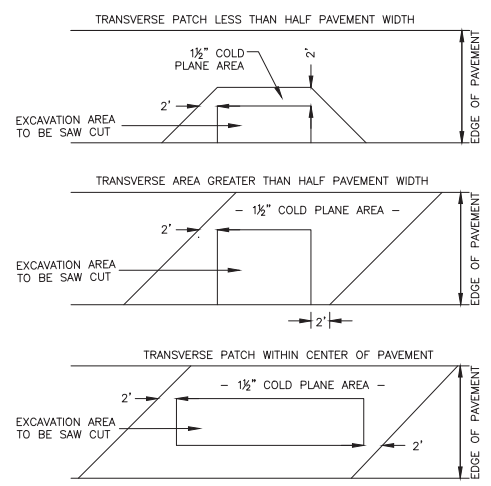 TRANSVERSE PATCH LESS THAN HALF PAVEMENT WIDTH
1½" COLD
PLANE AREA
2'
2'
EXCAVATION AREA
TO BE SAW CUT
EDGE OF PAVEMENT
TRANSVERSE AREA GREATER THAN HALF PAVEMENT WIDTH
- 1½" COLD PLANE AREA -
2'
EXCAVATION AREA
TO BE SAW CUT
2'
EDGE OF PAVEMENT
TRANSVERSE PATCH WITHIN CENTER OF PAVEMENT
- 1½" COLD PLANE AREA -
2'
EXCAVATION AREA
TO BE SAW CUT
2'
EDGE OF PAVEMENT